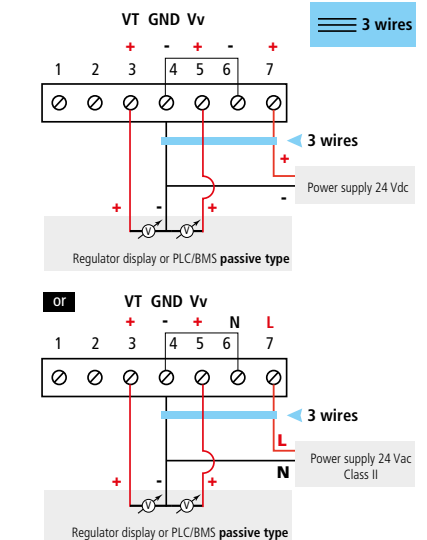 3 wires
VT GND Vv
+ - + - +
1 2 3 4 5 6 7
3 wires
+
Power supply 24 Vdc
-
+ - +
V V
Regulator display or PLC/BMS passive type
or
VT GND Vv
+ - + N L
1 2 3 4 5 6 7
3 wires
L
Power supply 24 Vac
Class II
N
+ - +
V V
Regulator display or PLC/BMS passive type